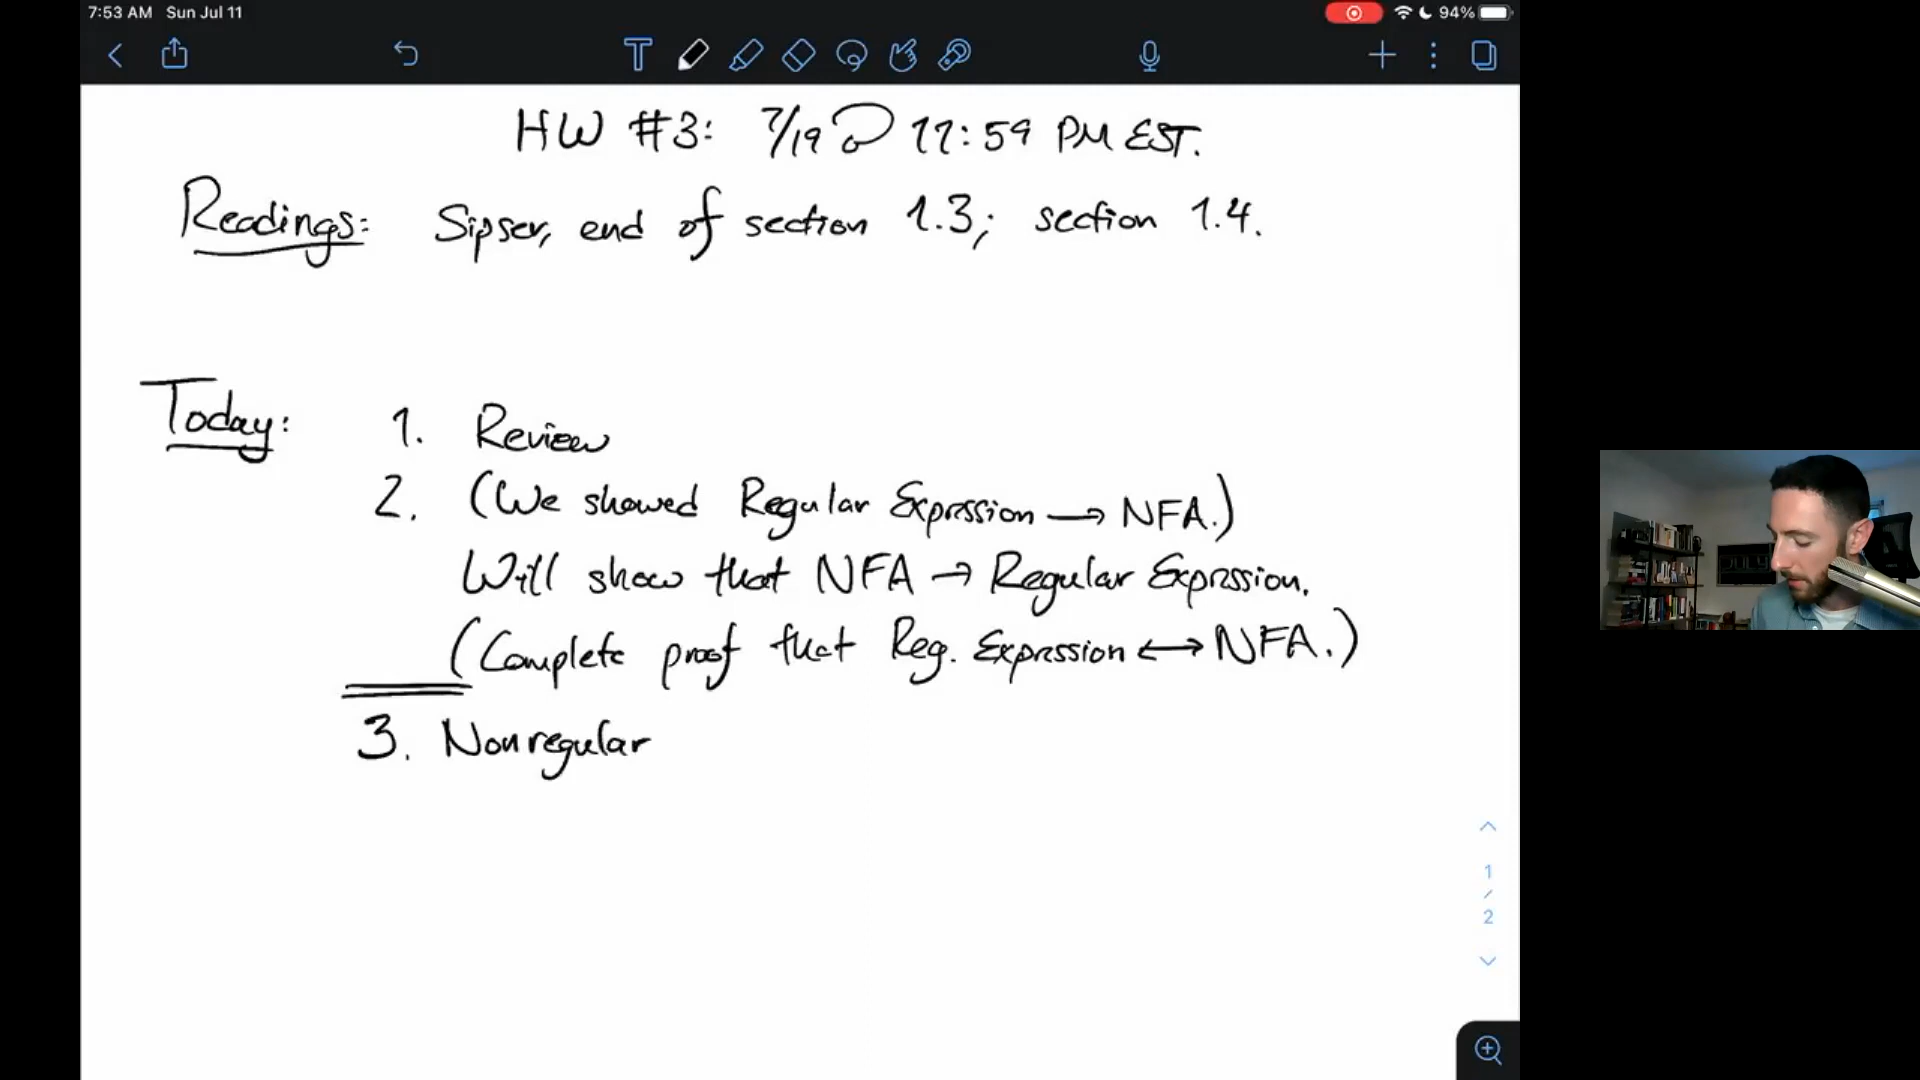 7:53 AM Sun Jul 11
94%
HW #3: 7/19 @ 11:59 PM EST.
Readings: Sipser, end of section 1.3; section 1.4.
Today: 1. Review
2. (We showed Regular Expression → NFA.)
Will show that NFA → Regular Expression.
(Complete proof that Reg. Expression ↔ NFA.)
3. Nonregular
1
/
2